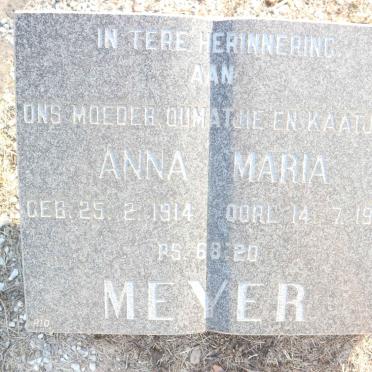 IN TERE HERINNERING
AAN
ONS MOEDER OUMATJIE EN KAATJ
ANNA MARIA
GEB. 25. 2. 1914 OORL. 14. 7. 19
PS. 68:20
MEYER